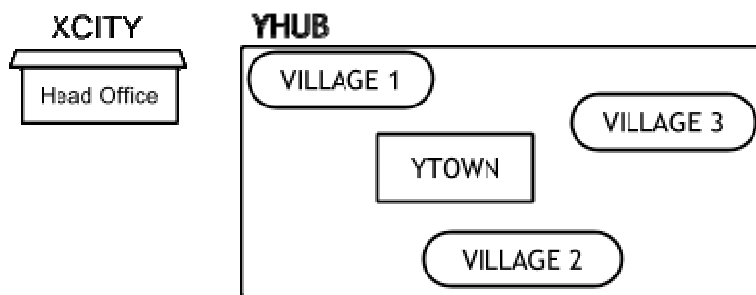 XCITY
Head Office
YHUB
VILLAGE 1
VILLAGE 3
YTOWN
VILLAGE 2